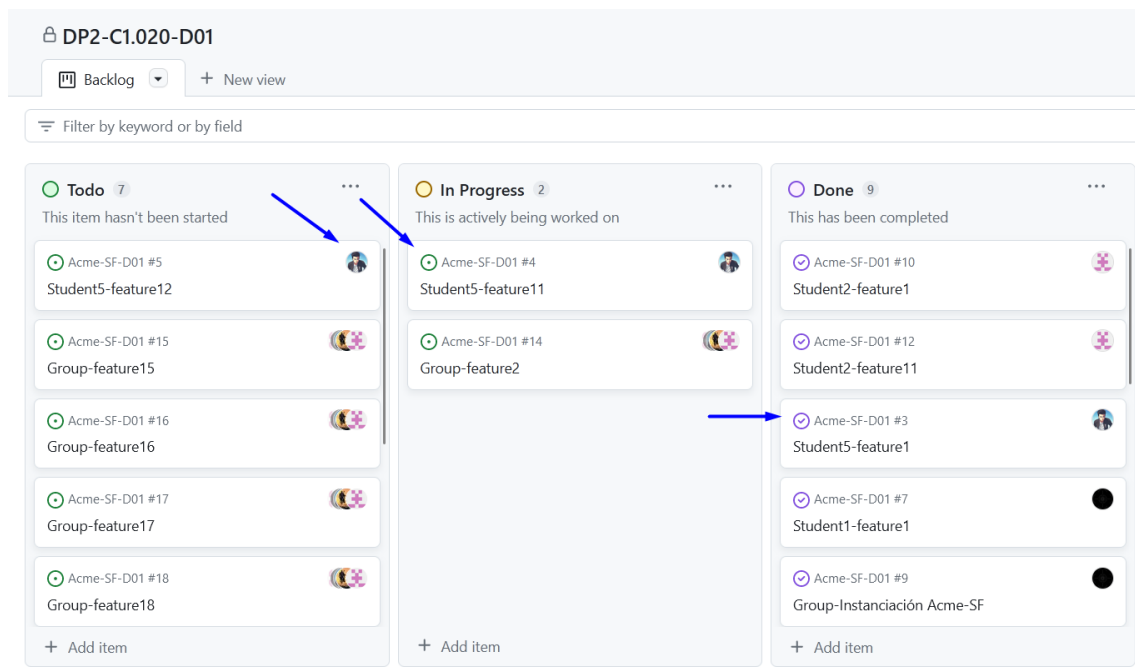 DP2-C1.020-D01
Backlog
New view
Filter by keyword or by field
Todo 7
This item hasn't been started
Acme-SF-D01 #5
Student5-feature12
Acme-SF-D01 #15
Group-feature15
Acme-SF-D01 #16
Group-feature16
Acme-SF-D01 #17
Group-feature17
Acme-SF-D01 #18
Group-feature18
+ Add item
In Progress 2
This is actively being worked on
Acme-SF-D01 #4
Student5-feature11
Acme-SF-D01 #14
Group-feature2
+ Add item
Done 9
This has been completed
Acme-SF-D01 #10
Student2-feature1
Acme-SF-D01 #12
Student2-feature11
Acme-SF-D01 #3
Student5-feature1
Acme-SF-D01 #7
Student1-feature1
Acme-SF-D01 #9
Group-Instanciación Acme-SF
+ Add item